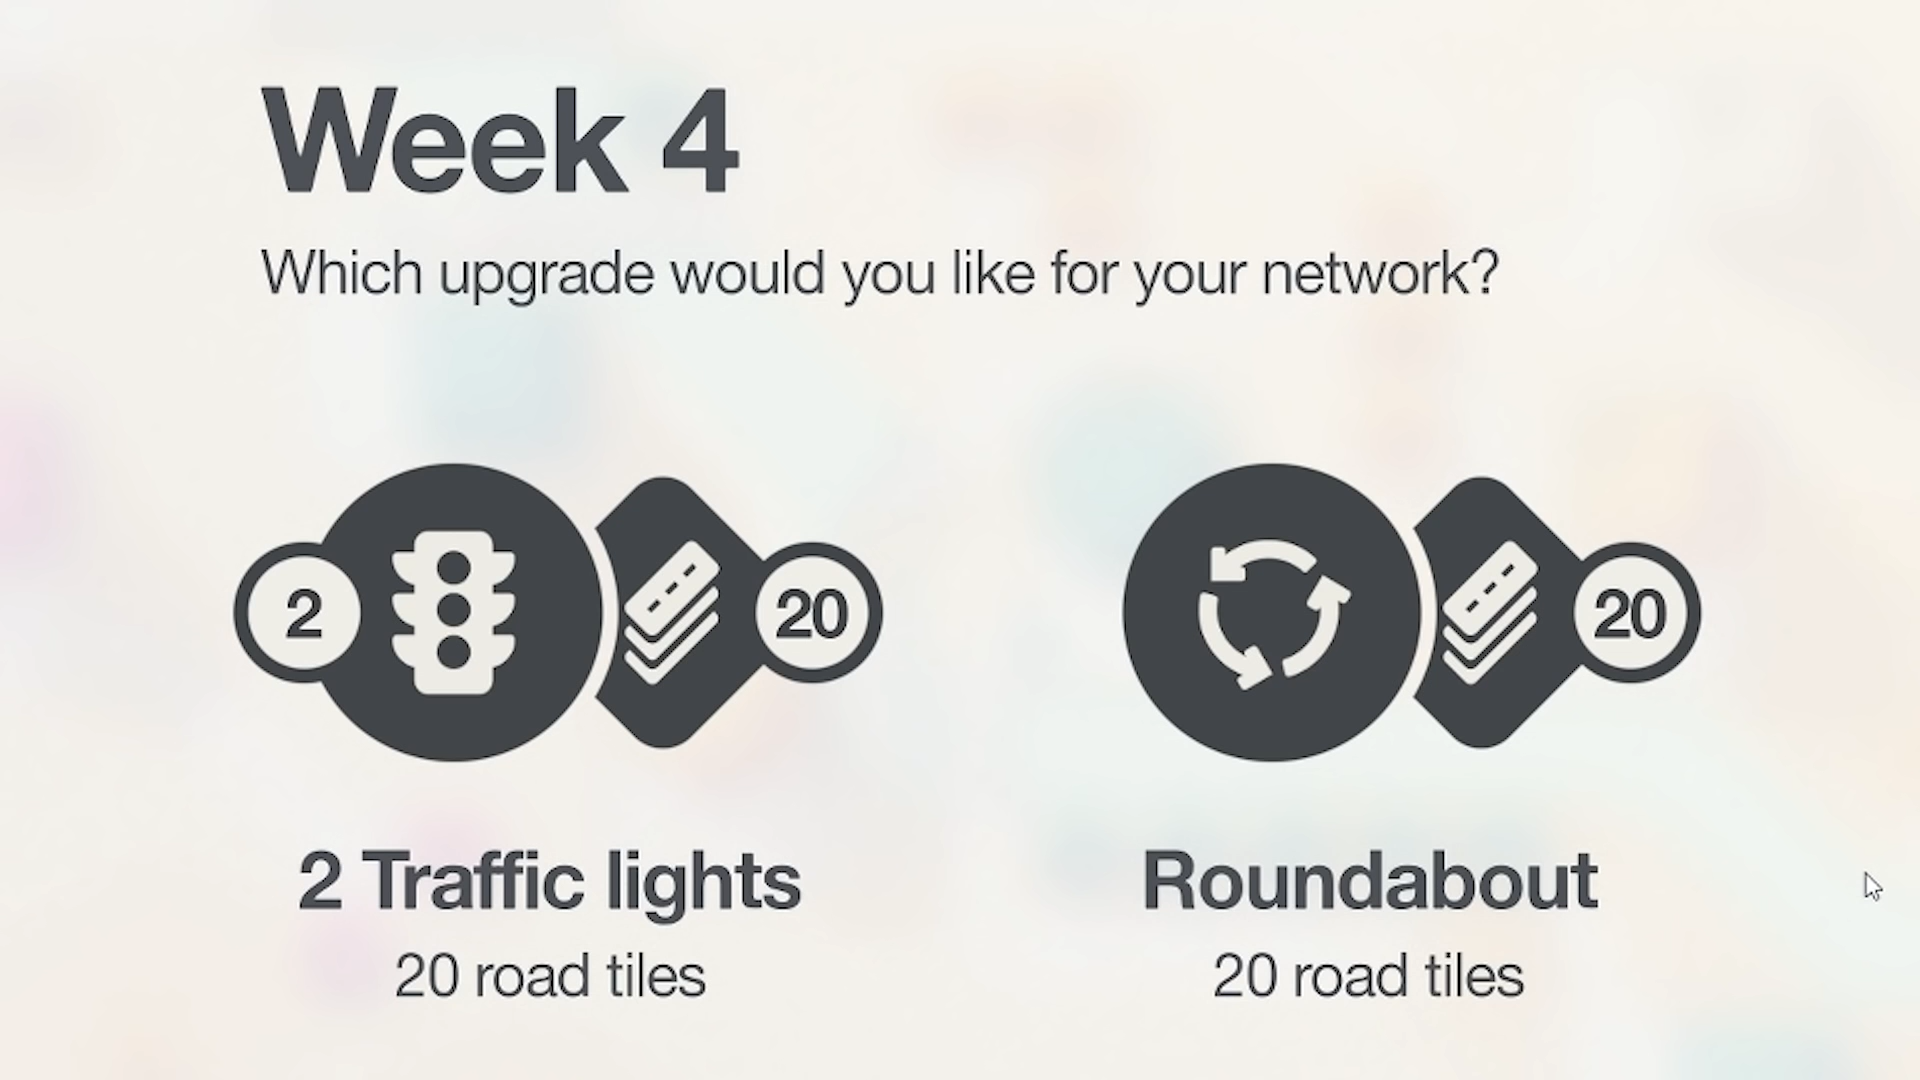 Week 4
Which upgrade would you like for your network?
2
20
20
2 Traffic lights
Roundabout
20 road tiles
20 road tiles